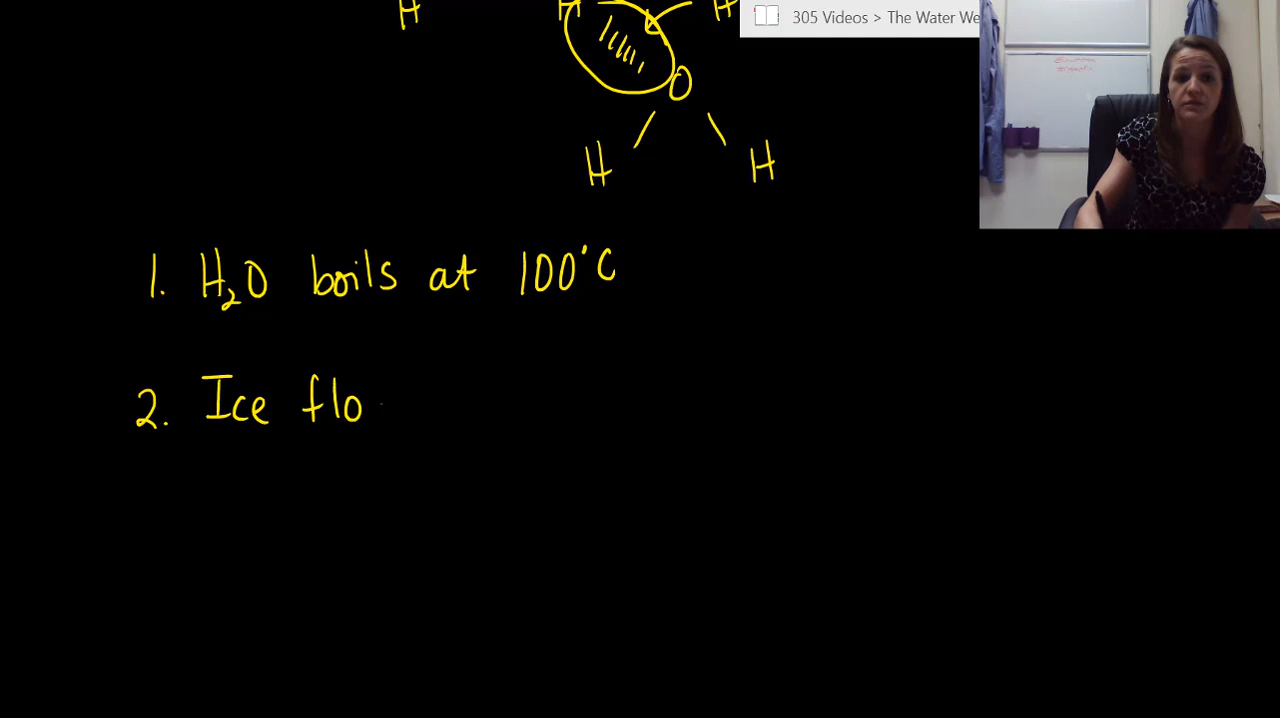 H H H
305 Videos > The Water We
O
H H
1. H₂O boils at 100°C
2. Ice flo